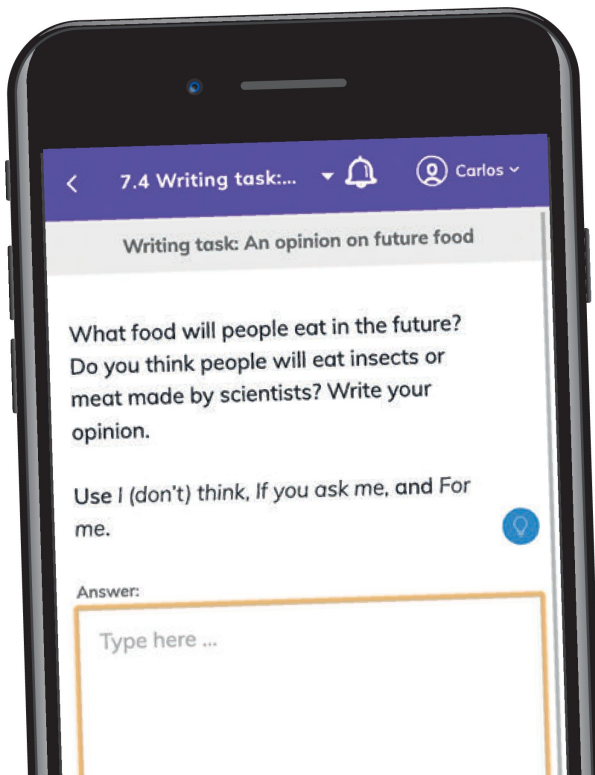 7.4 Writing task:... Carlos
Writing task: An opinion on future food
What food will people eat in the future?
Do you think people will eat insects or
meat made by scientists? Write your
opinion.
Use I (don't) think, If you ask me, and For
me.
Answer:
Type here ...